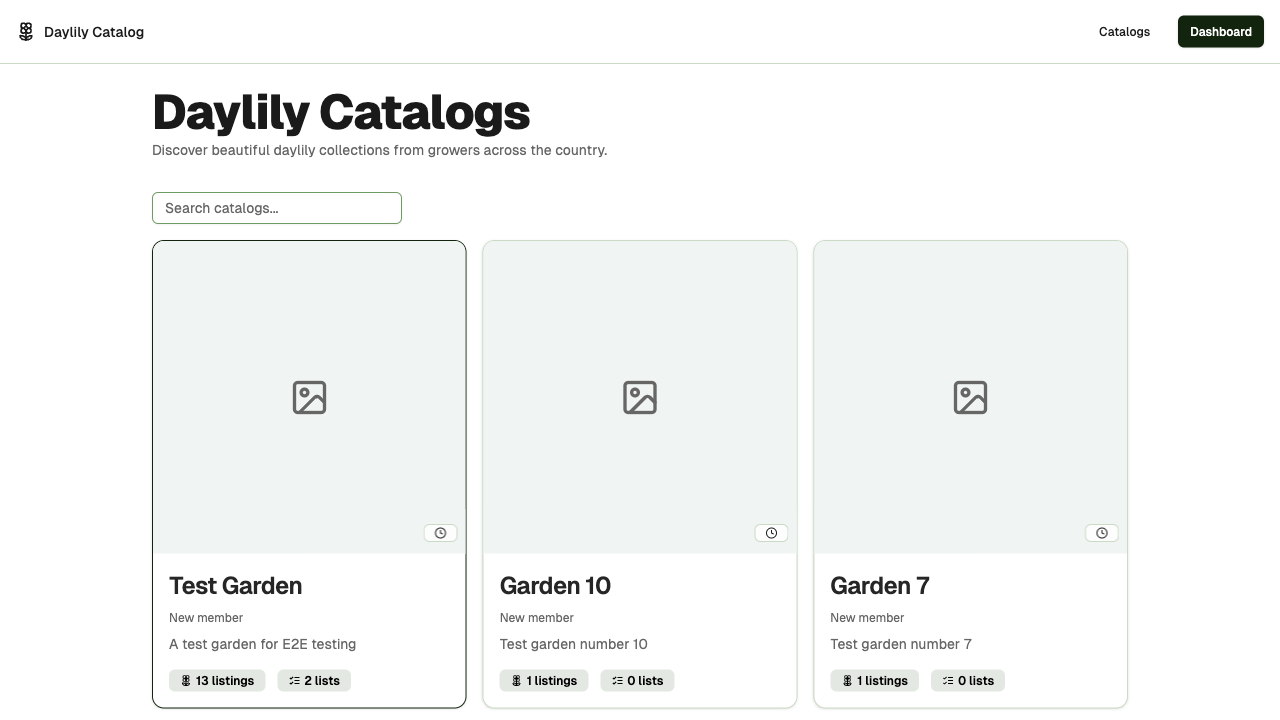 Daylily Catalog
Catalogs
Dashboard
Daylily Catalogs
Discover beautiful daylily collections from growers across the country.
Search catalogs...
Test Garden
New member
A test garden for E2E testing
13 listings
2 lists
Garden 10
New member
Test garden number 10
1 listings
0 lists
Garden 7
New member
Test garden number 7
1 listings
0 lists